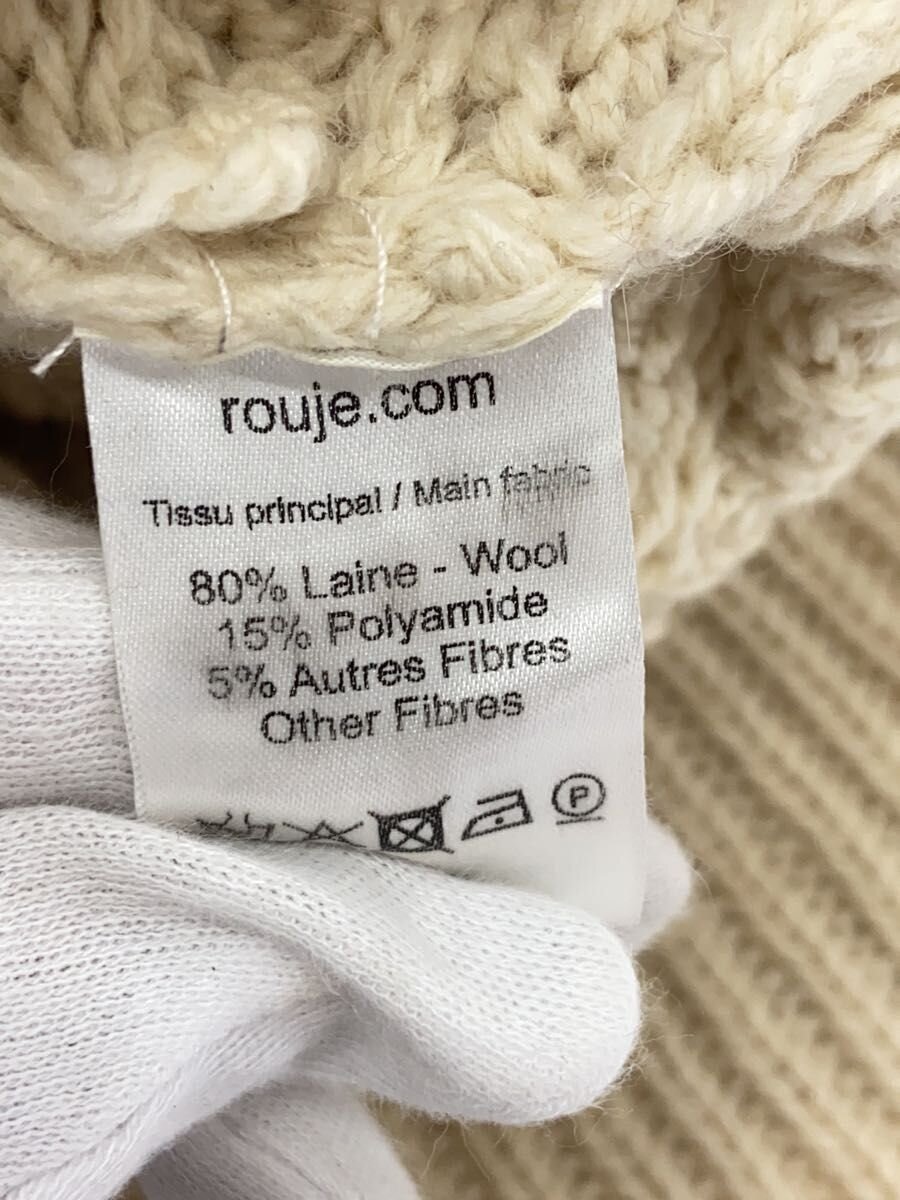 rouje.com
Tissu principal / Main fabric
80% Laine - Wool
15% Polyamide
5% Autres Fibres
Other Fibres
P